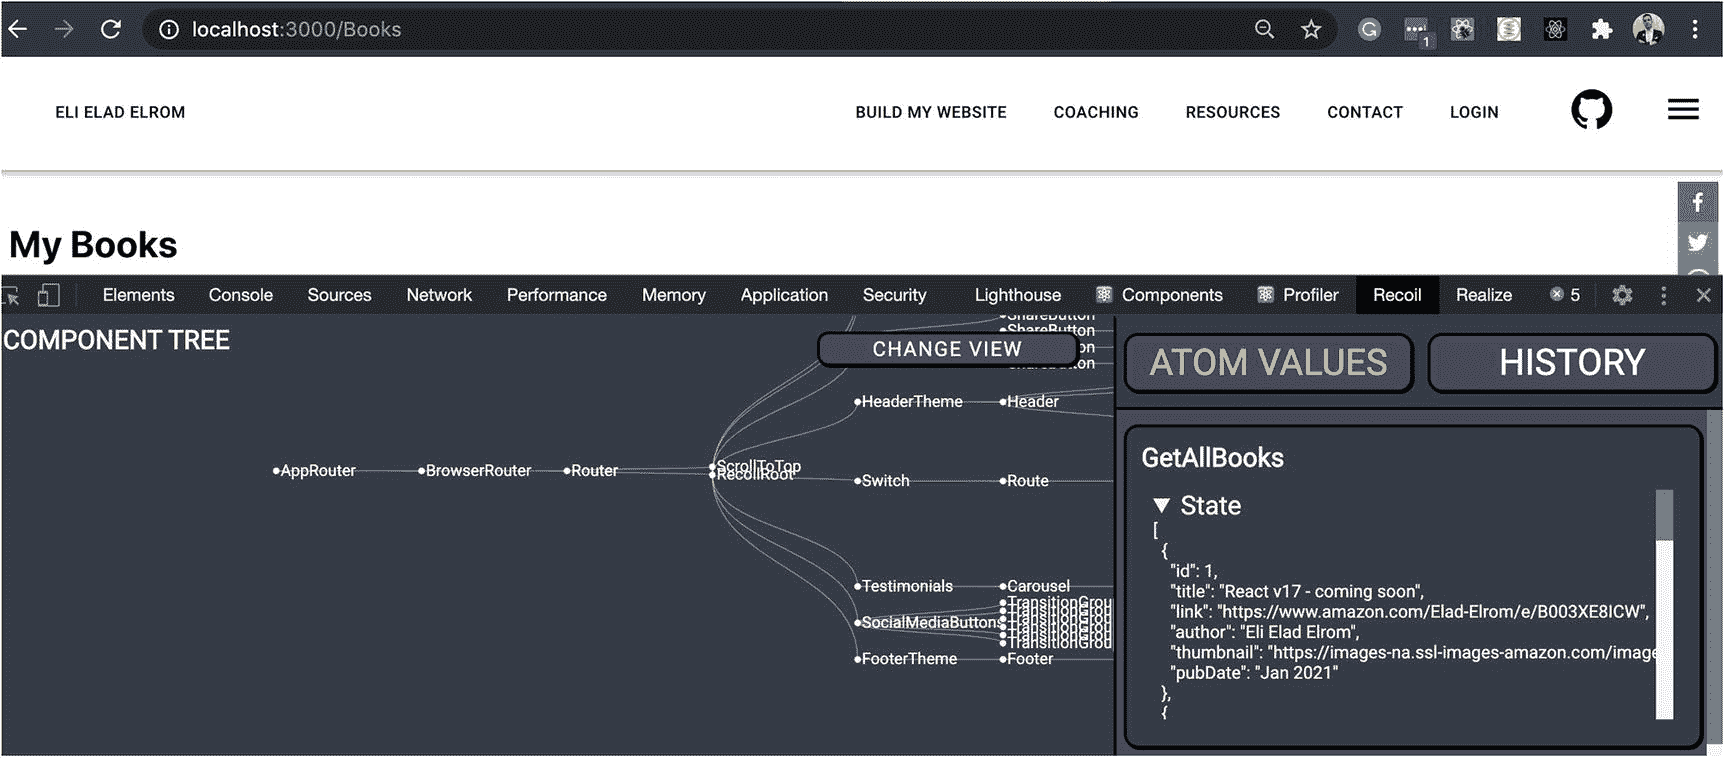 localhost:3000/Books
1
ELI ELAD ELROM
BUILD MY WEBSITE
COACHING
RESOURCES
CONTACT
LOGIN
My Books
Elements Console Sources Network Performance Memory Application Security Lighthouse Components Profiler Recoil Realize 5
COMPONENT TREE
CHANGE VIEW
ShareButton
ShareButton
on
ShareButton
HeaderTheme
Header
AppRouter
BrowserRouter
Router
ScrollToTop
RecoilRoot
Switch
Route
Testimonials
Carousel
TransitionGrou
TransitionGrou
TransitionGrou
TransitionGrou
TransitionGrou
SocialMediaButtons
FooterTheme
Footer
ATOM VALUES
HISTORY
GetAllBooks
▼ State
[
{
"id": 1,
"title": "React v17 - coming soon",
"link": "https://www.amazon.com/Elad-Elrom/e/B003XE8ICW",
"author": "Eli Elad Elrom",
"thumbnail": "https://images-na.ssl-images-amazon.com/image
"pubDate": "Jan 2021"
},
{